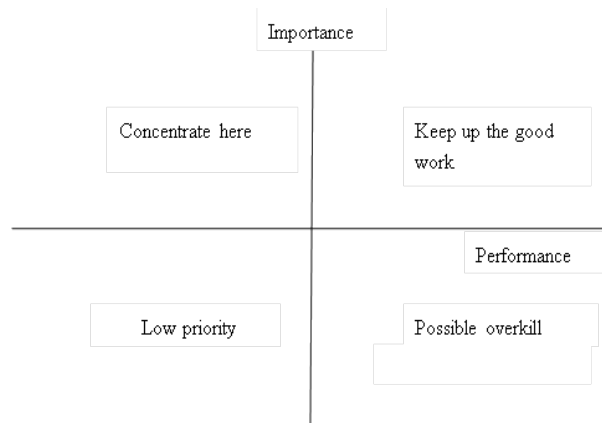 Importance
Concentrate here
Keep up the good
work
Performance
Low priority
Possible overkill